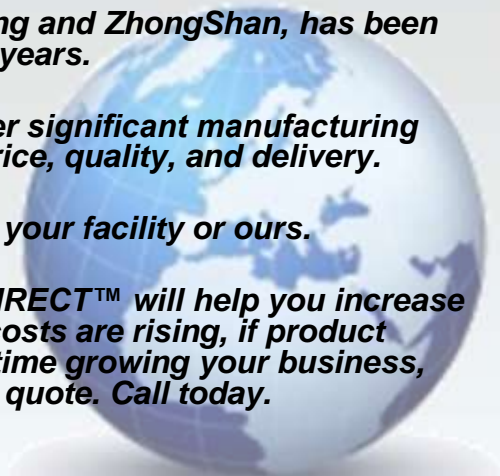 ng and ZhongShan, has been
years.
er significant manufacturing
rice, quality, and delivery.
your facility or ours.
IRECT™ will help you increase
costs are rising, if product
time growing your business,
quote. Call today.